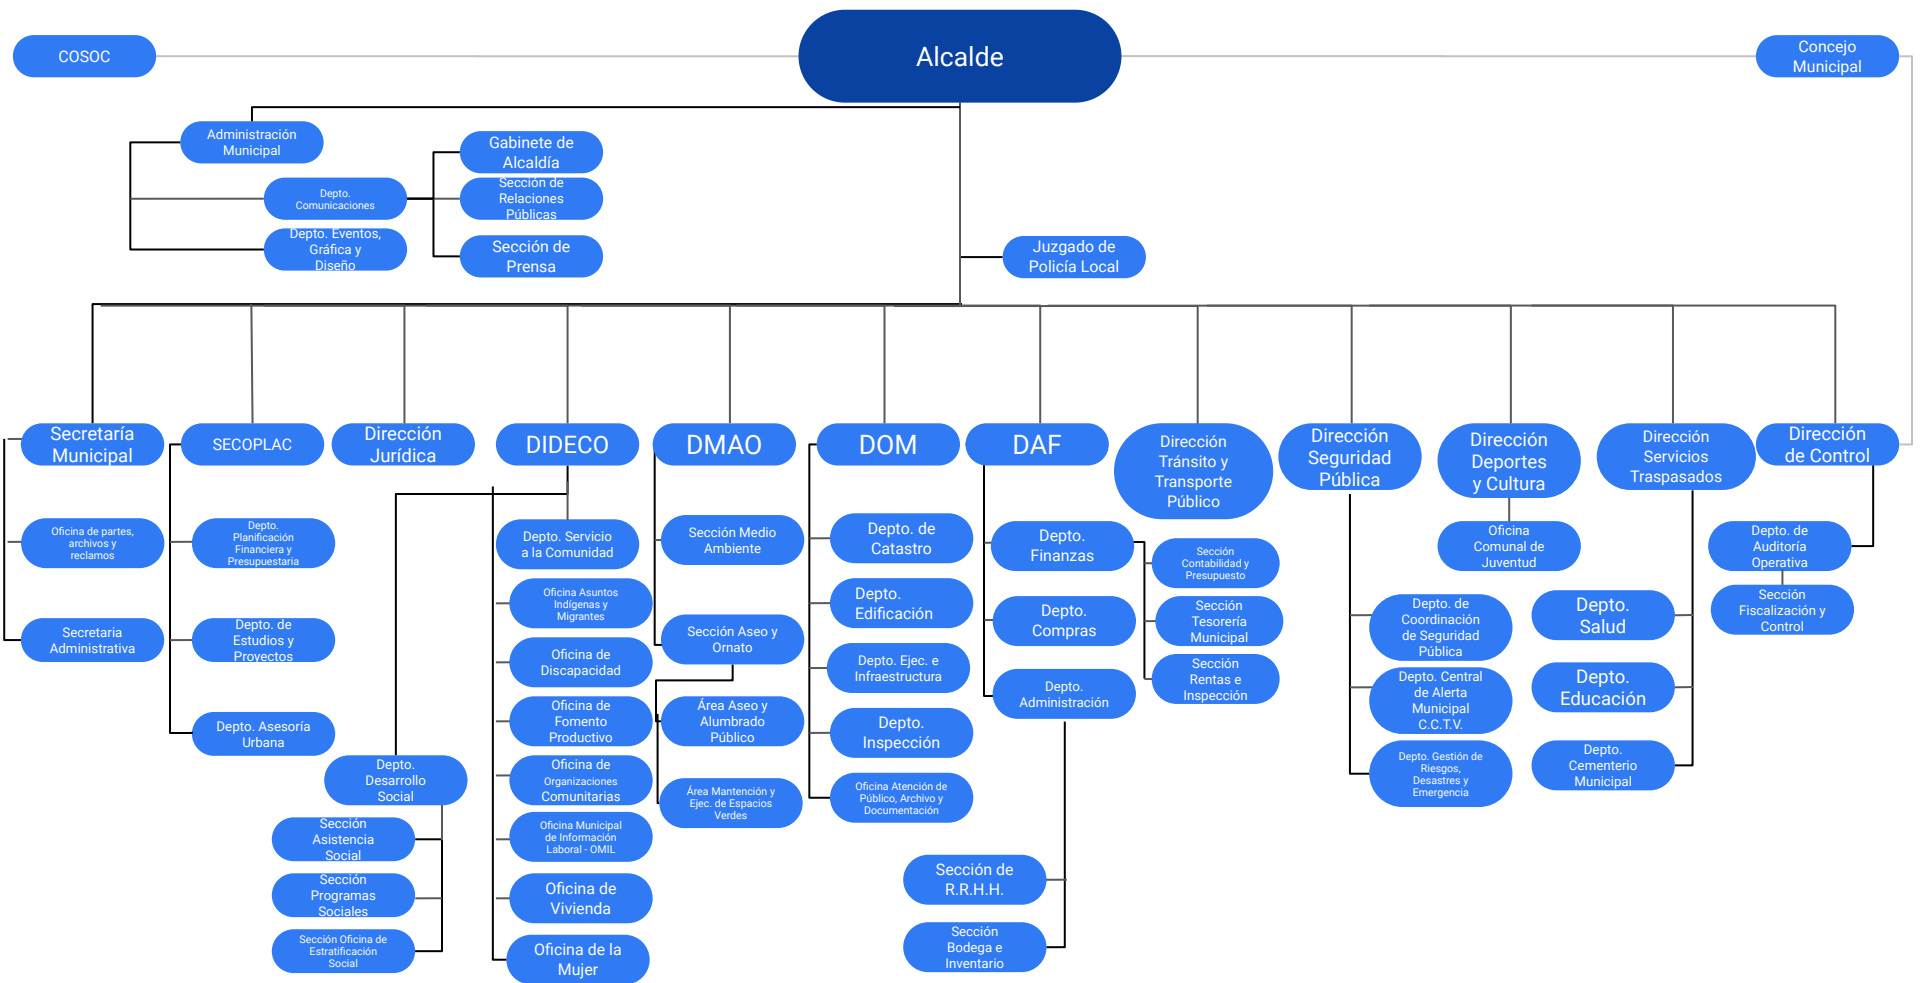 COSOC
Alcalde
Concejo
Municipal
Administración
Municipal
Gabinete de
Alcaldía
Depto.
Comunicaciones
Sección de
Relaciones
Públicas
Depto. Eventos,
Gráfica y
Diseño
Sección de
Prensa
Juzgado de
Policía Local
Secretaría
Municipal
SECOPLAC
Dirección
Jurídica
DIDECO
DMAO
DOM
DAF
Dirección
Tránsito y
Transporte
Público
Dirección
Seguridad
Pública
Dirección
Deportes
y Cultura
Dirección
Servicios
Traspasados
Dirección
de Control
Oficina de partes,
archivos y
reclamos
Secretaria
Administrativa
Depto.
Planificación
Financiera y
Presupuestaria
Depto. de
Estudios y
Proyectos
Depto. Asesoría
Urbana
Depto.
Desarrollo
Social
Sección
Asistencia
Social
Sección
Programas
Sociales
Sección Oficina de
Estratificación
Social
Depto. Servicio
a la Comunidad
Oficina Asuntos
Indígenas y
Migrantes
Oficina de
Discapacidad
Oficina de
Fomento
Productivo
Oficina de
Organizaciones
Comunitarias
Oficina Municipal
de Información
Laboral - OMIL
Oficina de
Vivienda
Oficina de la
Mujer
Sección Medio
Ambiente
Sección Aseo y
Ornato
Área Aseo y
Alumbrado
Público
Área Mantención y
Ejec. de Espacios
Verdes
Depto. de
Catastro
Depto.
Edificación
Depto. Ejec. e
Infraestructura
Depto.
Inspección
Oficina Atención de
Público, Archivo y
Documentación
Depto.
Finanzas
Depto.
Compras
Depto.
Administración
Sección
Contabilidad y
Presupuesto
Sección
Tesorería
Municipal
Sección
Rentas e
Inspección
Sección de
R.R.H.H.
Sección
Bodega e
Inventario
Depto. de
Coordinación
de Seguridad
Pública
Depto. Central
de Alerta
Municipal
C.C.T.V.
Depto. Gestión de
Riesgos,
Desastres y
Emergencia
Oficina
Comunal de
Juventud
Depto.
Salud
Depto.
Educación
Depto.
Cementerio
Municipal
Depto. de
Auditoría
Operativa
Sección
Fiscalización y
Control